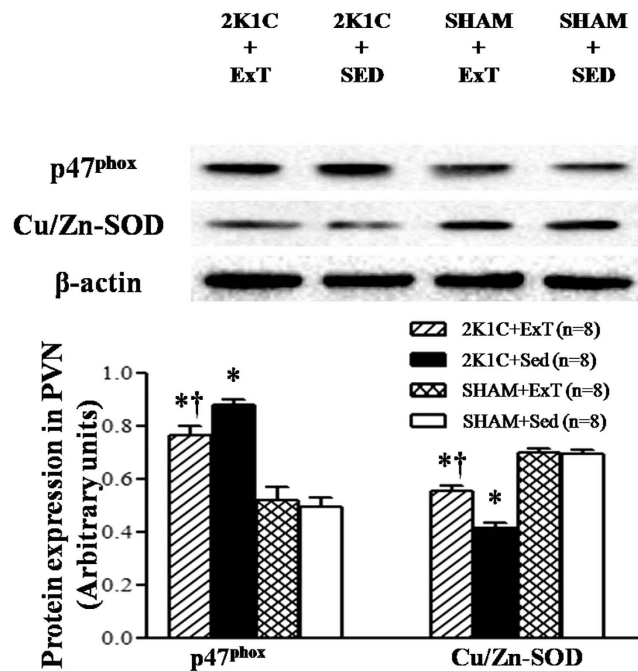 2K1C 2K1C SHAM SHAM
+ + + +
ExT SED ExT SED
p47phox
Cu/Zn-SOD
β-actin
2K1C+ExT (n=8)
2K1C+Sed (n=8)
SHAM+ExT (n=8)
SHAM+Sed (n=8)
Protein expression in PVN
(Arbitrary units)
1.0
0.8
0.6
0.4
0.2
0.0
*†
*
*†
*
p47phox Cu/Zn-SOD